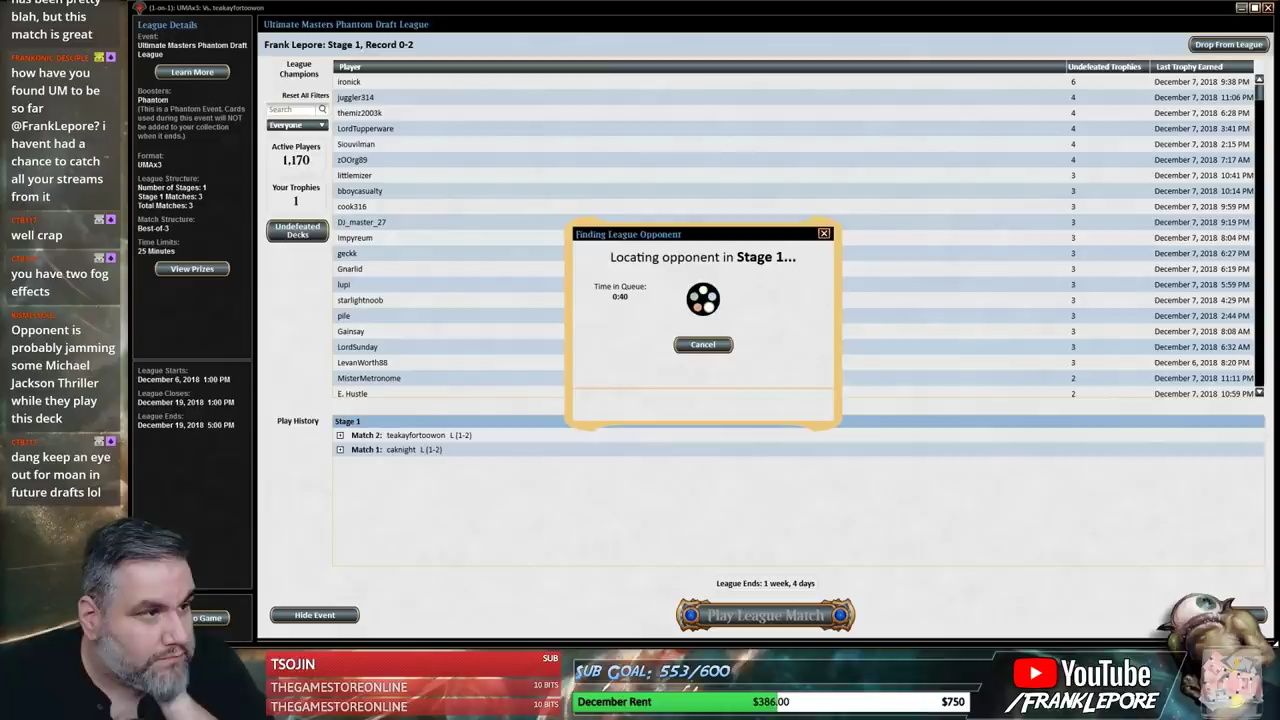 has been pretty
blah, but this
match is great
FRANKONIC_DESCIPLE
how have you
found UM to be
so far
@FrankLepore? i
havent had a
chance to catch
all your streams
from it
CTB117
well crap
you have two fog
effects
Opponent is
probably jamming
some Michael
Jackson Thriller
while they play
this deck
CTB117
dang keep an eye
out for moan in
future drafts lol
(1-on-1): UMAx3: Vs. teakayfortoowon
League Details
Event:
Ultimate Masters Phantom Draft
League
Learn More
Boosters:
Phantom
(This is a Phantom Event. Cards
used during this event will NOT
be added to your collection
when it ends.)
Format:
UMAx3
League Structure:
Number of Stages: 1
Stage 1 Matches: 3
Total Matches: 3
Match Structure:
Best-of-3
Time Limits:
25 Minutes
View Prizes
League Starts:
December 6, 2018 1:00 PM
League Closes:
December 19, 2018 1:00 PM
League Ends:
December 19, 2018 5:00 PM
o Game
Ultimate Masters Phantom Draft League
Frank Lepore: Stage 1, Record 0-2
Drop From League
League
Champions
Reset All Filters
Search
Everyone
Active Players
1,170
Your Trophies
1
Undefeated
Decks
Player Undefeated Trophies Last Trophy Earned
ironick 6 December 7, 2018 9:38 PM
juggler314 4 December 7, 2018 11:06 PM
themiz2003k 4 December 7, 2018 6:28 PM
LordTupperware 4 December 7, 2018 3:41 PM
Siouvilman 4 December 7, 2018 2:15 PM
zOOrg89 4 December 7, 2018 7:17 AM
littlemizer 3 December 7, 2018 10:41 PM
bboycasualty 3 December 7, 2018 10:14 PM
cook316 3 December 7, 2018 9:59 PM
DJ_master_27 3 December 7, 2018 9:19 PM
Impyreum 3 December 7, 2018 8:04 PM
geckk 3 December 7, 2018 6:27 PM
Gnarlid 3 December 7, 2018 6:19 PM
lupi 3 December 7, 2018 5:59 PM
starlightnoob 3 December 7, 2018 4:29 PM
pile 3 December 7, 2018 2:44 PM
Gainsay 3 December 7, 2018 8:08 AM
LordSunday 3 December 7, 2018 6:32 AM
LevanWorth88 3 December 6, 2018 8:20 PM
MisterMetronome 2 December 7, 2018 11:11 PM
E. Hustle 2 December 7, 2018 10:59 PM
Finding League Opponent
Locating opponent in Stage 1...
Time in Queue:
0:40
Cancel
Play History
Stage 1
Match 2: teakayfortoowon L (1-2)
Match 1: caknight L (1-2)
League Ends: 1 week, 4 days
Hide Event
Play League Match
TSOJIN SUB
THEGAMESTOREONLINE 10 BITS
THEGAMESTOREONLINE 10 BITS
SUB GOAL: 553/600
December Rent $386.00 $750
YouTube
/FRANKLEPORE